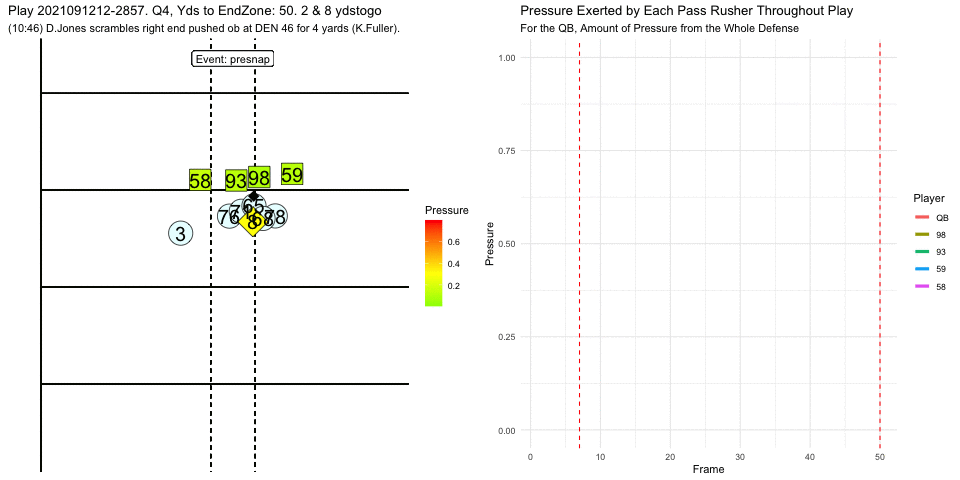 Play 2021091212-2857. Q4, Yds to EndZone: 50. 2 & 8 ydstogo
(10:46) D.Jones scrambles right end pushed ob at DEN 46 for 4 yards (K.Fuller).
Event: presnap
58 93 98 59
65
76 78
8
3
Pressure
0.6
0.4
0.2
Pressure Exerted by Each Pass Rusher Throughout Play
For the QB, Amount of Pressure from the Whole Defense
1.00
0.75
0.50
0.25
0.00
Pressure
0 10 20 30 40 50
Frame
Player
QB
98
93
59
58